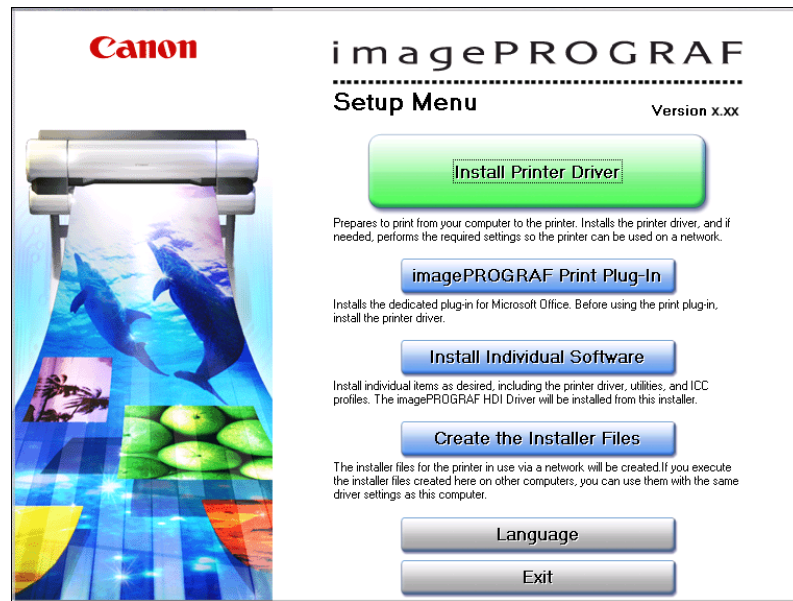 Canon
imagePROGRAF
Setup Menu
Version x.xx
Install Printer Driver
Prepares to print from your computer to the printer. Installs the printer driver, and if
needed, performs the required settings so the printer can be used on a network.
imagePROGRAF Print Plug-In
Installs the dedicated plug-in for Microsoft Office. Before using the print plug-in,
install the printer driver.
Install Individual Software
Install individual items as desired, including the printer driver, utilities, and ICC
profiles. The imagePROGRAF HDI Driver will be installed from this installer.
Create the Installer Files
The installer files for the printer in use via a network will be created.If you execute
the installer files created here on other computers, you can use them with the same
driver settings as this computer.
Language
Exit